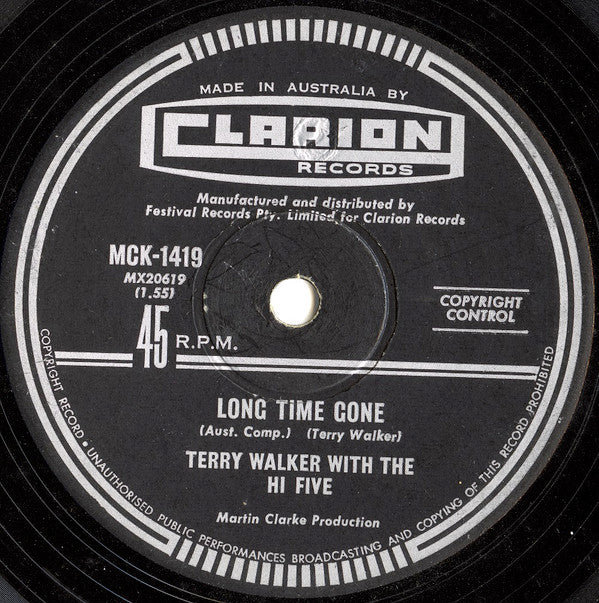 MADE IN AUSTRALIA BY
CLARION
RECORDS
Manufactured and distributed by
Festival Records Pty. Limited for Clarion Records
MCK-1419
MX20619
(1.55)
45 R.P.M.
COPYRIGHT
CONTROL
LONG TiME GONE
(Aust. Comp.) (Terry Walker)
TERRY WALKER WITH THE
HI FIVE
Martin Clarke Production
COPYRIGHT RECORD • UNAUTHORISED PUBLIC PERFORMANCES BROADCASTING AND COPYING OF THIS RECORD PROHIBITED